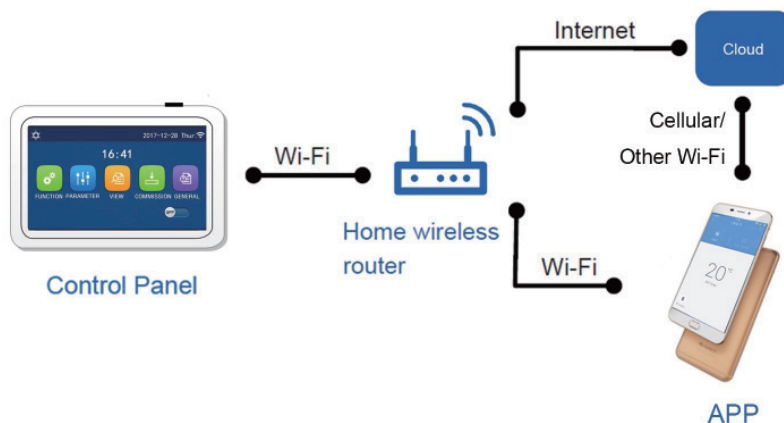 Internet
Cloud
Cellular/
Other Wi-Fi
2017-12-28 Thur.
16:41
Wi-Fi
FUNCTION PARAMETER VIEW COMMISSION GENERAL
OFF
Home wireless
router
Wi-Fi
20°C
Control Panel
APP